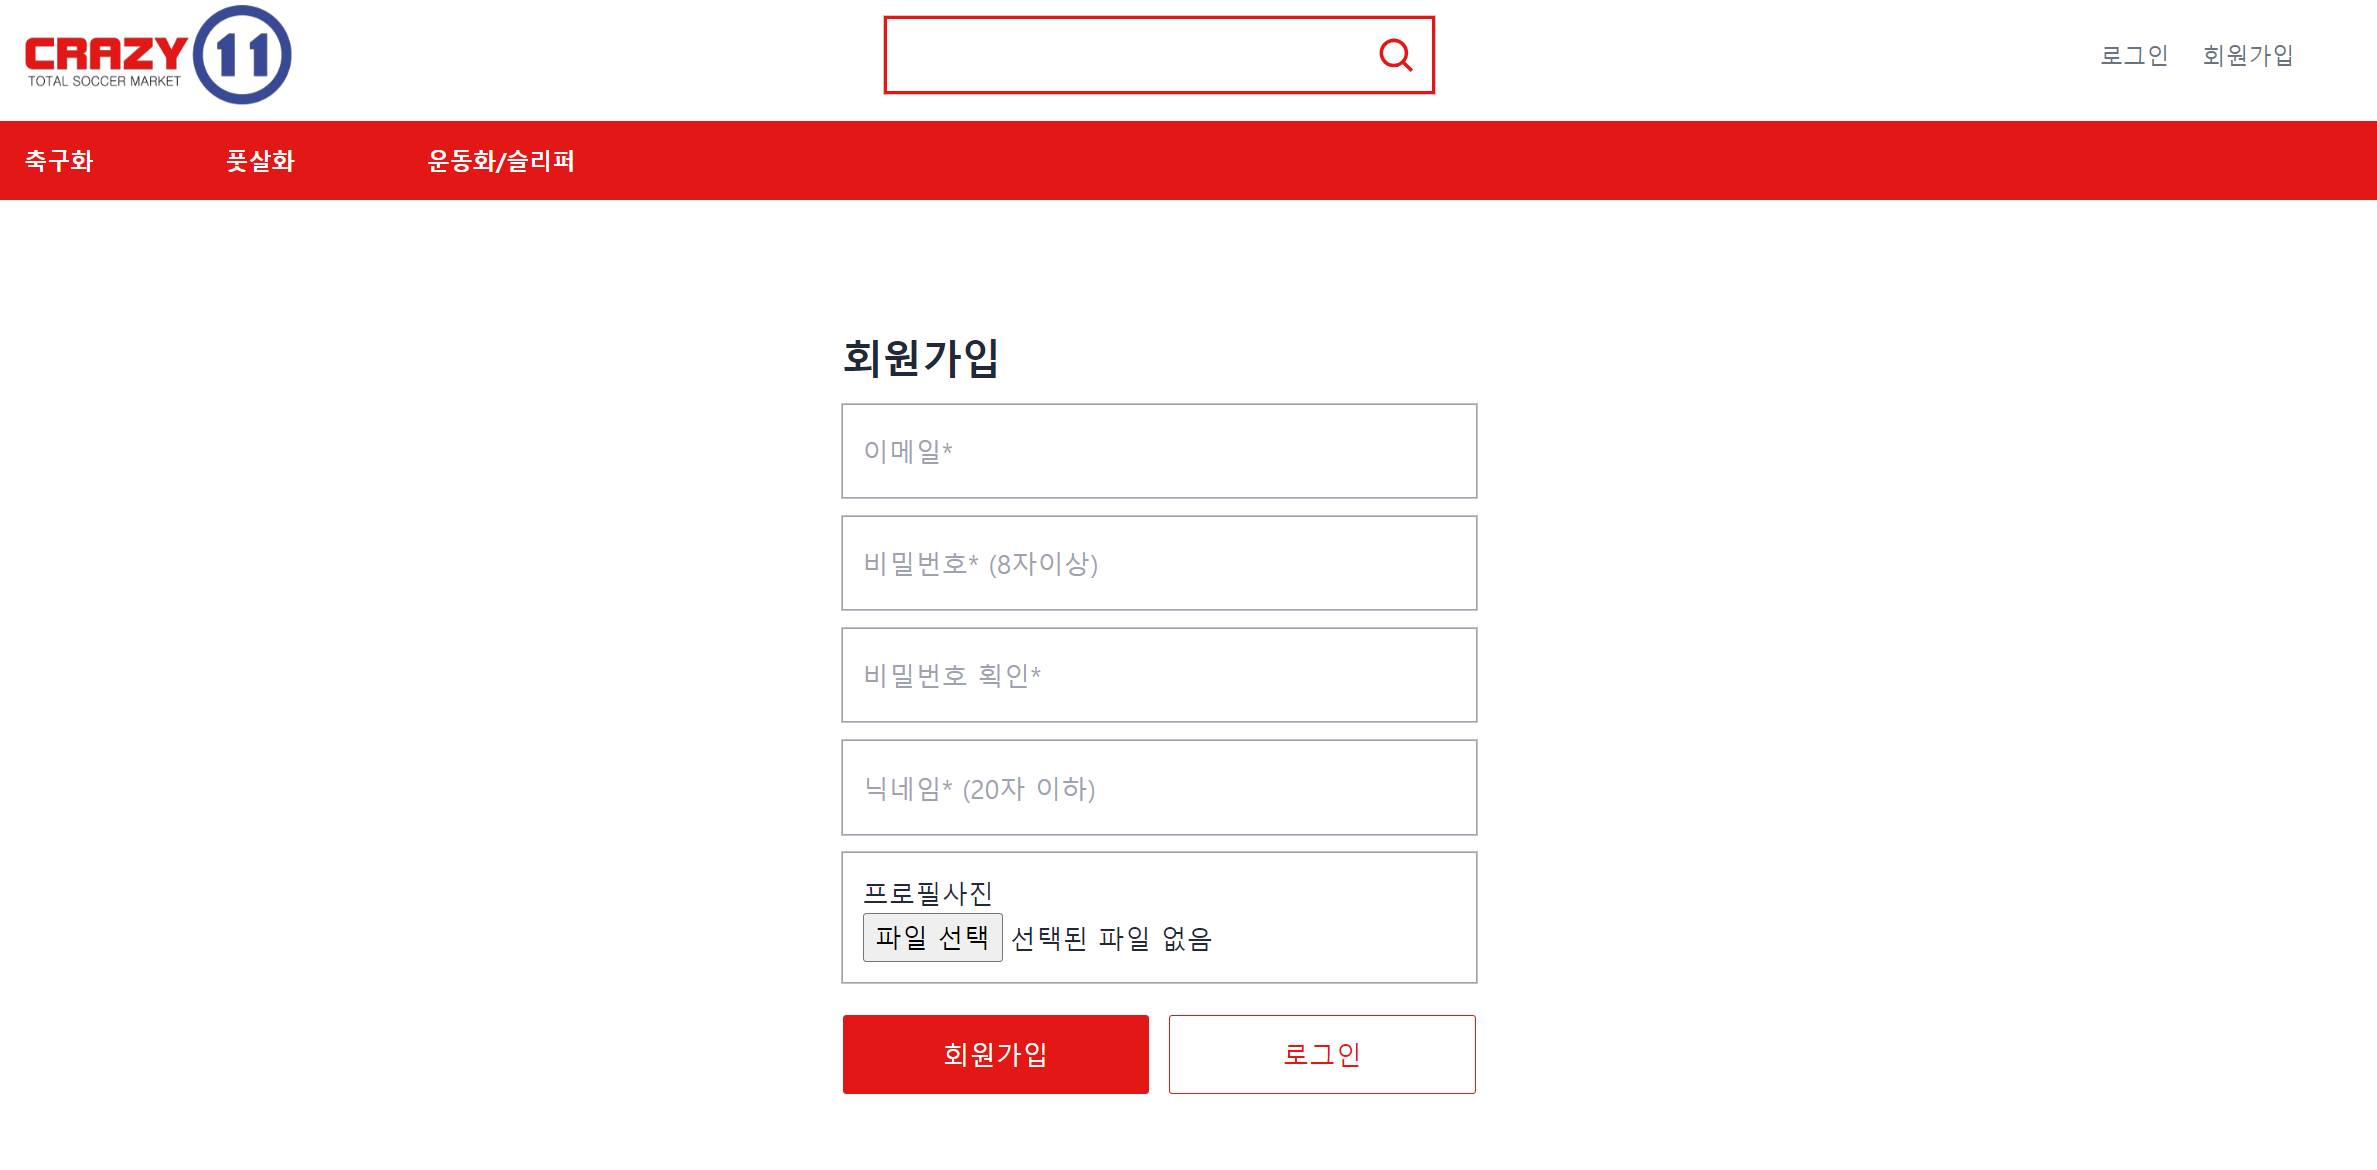 CRAZY 11
TOTAL SOCCER MARKET
로그인 회원가입
축구화 풋살화 운동화/슬리퍼
회원가입
이메일*
비밀번호* (8자이상)
비밀번호 획인*
닉네임* (20자 이하)
프로필사진
파일 선택 선택된 파일 없음
회원가입 로그인